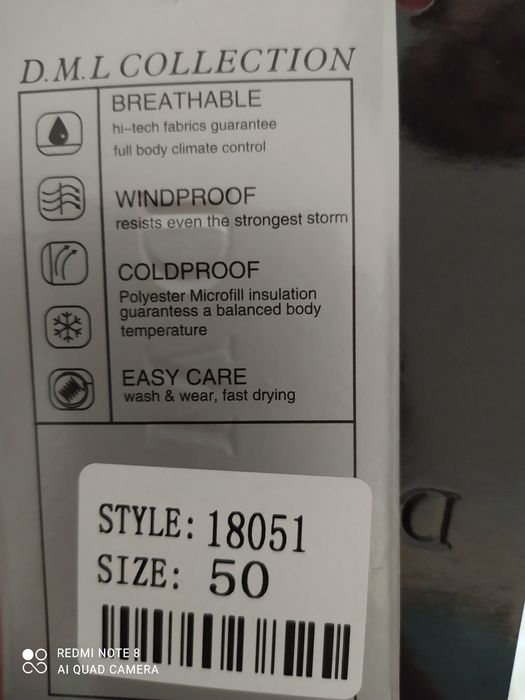 D.M.L COLLECTION
BREATHABLE
hi-tech fabrics guarantee
full body climate control
WINDPROOF
resists even the strongest storm
COLDPROOF
Polyester Microfill insulation
guarantess a balanced body
temperature
EASY CARE
wash & wear, fast drying
STYLE: 18051
SIZE: 50
D
REDMI NOTE 8
AI QUAD CAMERA